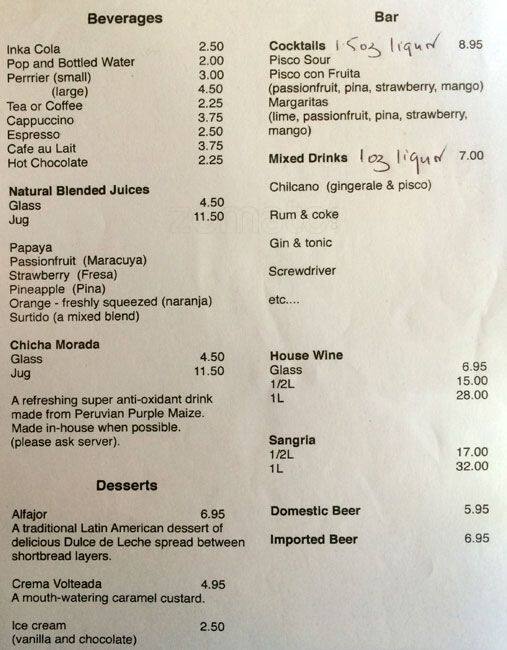 Beverages
Inka Cola 2.50
Pop and Bottled Water 2.00
Perrrier (small) 3.00
(large) 4.50
Tea or Coffee 2.25
Cappuccino 3.75
Espresso 2.50
Cafe au Lait 3.75
Hot Chocolate 2.25
Natural Blended Juices
Glass 4.50
Jug 11.50
Papaya
Passionfruit (Maracuya)
Strawberry (Fresa)
Pineapple (Pina)
Orange - freshly squeezed (naranja)
Surtido (a mixed blend)
Chicha Morada
Glass 4.50
Jug 11.50
A refreshing super anti-oxidant drink
made from Peruvian Purple Maize.
Made in-house when possible.
(please ask server).
Desserts
Alfajor 6.95
A traditional Latin American dessert of
delicious Dulce de Leche spread between
shortbread layers.
Crema Volteada 4.95
A mouth-watering caramel custard.
Ice cream 2.50
(vanilla and chocolate)
Bar
Cocktails 1.5oz liquor 8.95
Pisco Sour
Pisco con Fruita
(passionfruit, pina, strawberry, mango)
Margaritas
(lime, passionfruit, pina, strawberry,
mango)
Mixed Drinks 1oz liquor 7.00
Chilcano (gingerale & pisco)
Rum & coke
Gin & tonic
Screwdriver
etc....
House Wine
Glass 6.95
1/2L 15.00
1L 28.00
Sangria
1/2L 17.00
1L 32.00
Domestic Beer 5.95
Imported Beer 6.95